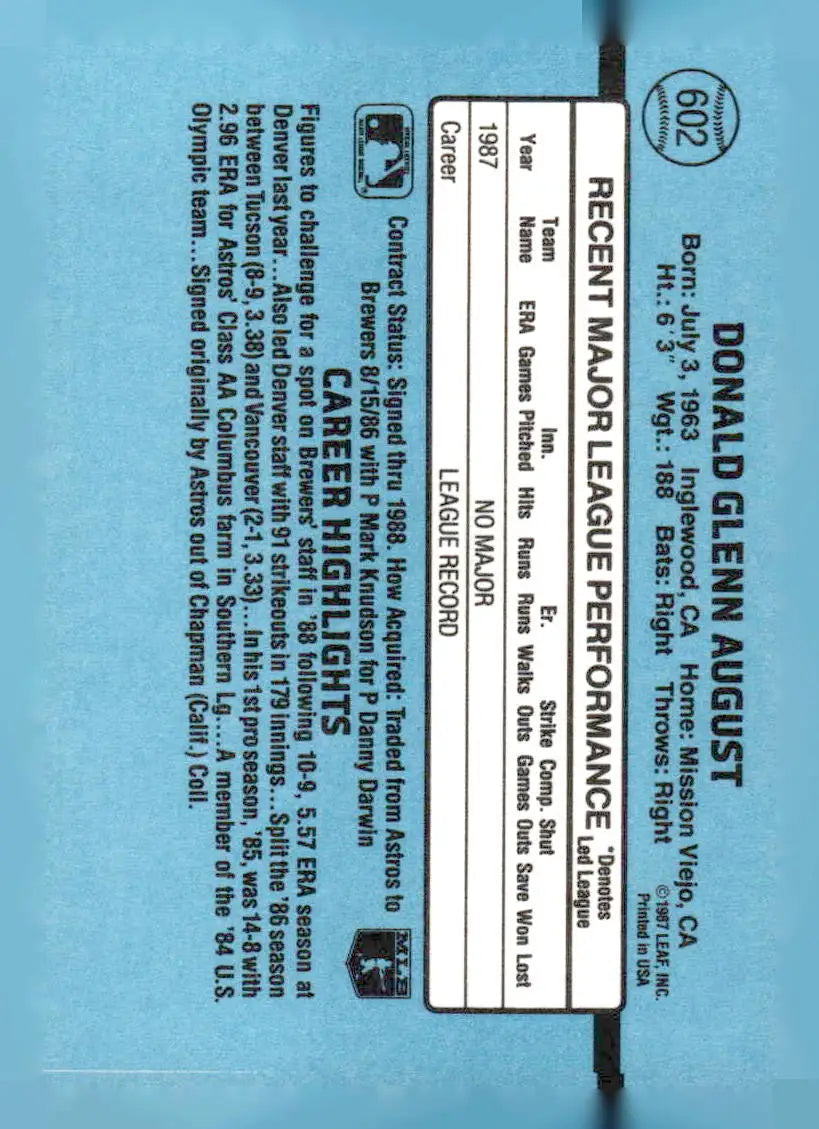 602
DONALD GLENN AUGUST
Born: July 3, 1963 Inglewood, CA Home: Mission Viejo, CA
Ht.: 6'3" Wgt.: 188 Bats: Right Throws: Right
©1987 LEAF, INC.
Printed in USA
RECENT MAJOR LEAGUE PERFORMANCE *Denotes Led League
Team Inn. Er. Strike Comp. Shut
Year Name ERA Games Pitched Hits Runs Runs Walks Outs Games Outs Save Won Lost
1987 NO MAJOR
Career LEAGUE RECORD
Contract Status: Signed thru 1988. How Acquired: Traded from Astros to
Brewers 8/15/86 with P Mark Knudson for P Danny Darwin
MLB
CAREER HIGHLIGHTS
Figures to challenge for a spot on Brewers' staff in '88 following 10-9, 5.57 ERA season at
Denver last year...Also led Denver staff with 91 strikeouts in 179 innings...Split the '86 season
between Tucson (8-9, 3.38) and Vancouver (2-1, 3.33)...In his 1st pro season, '85, was 14-8 with
2.96 ERA for Astros' Class AA Columbus farm in Southern Lg....A member of the '84 U.S.
Olympic team...Signed originally by Astros out of Chapman (Calif.) Coll.